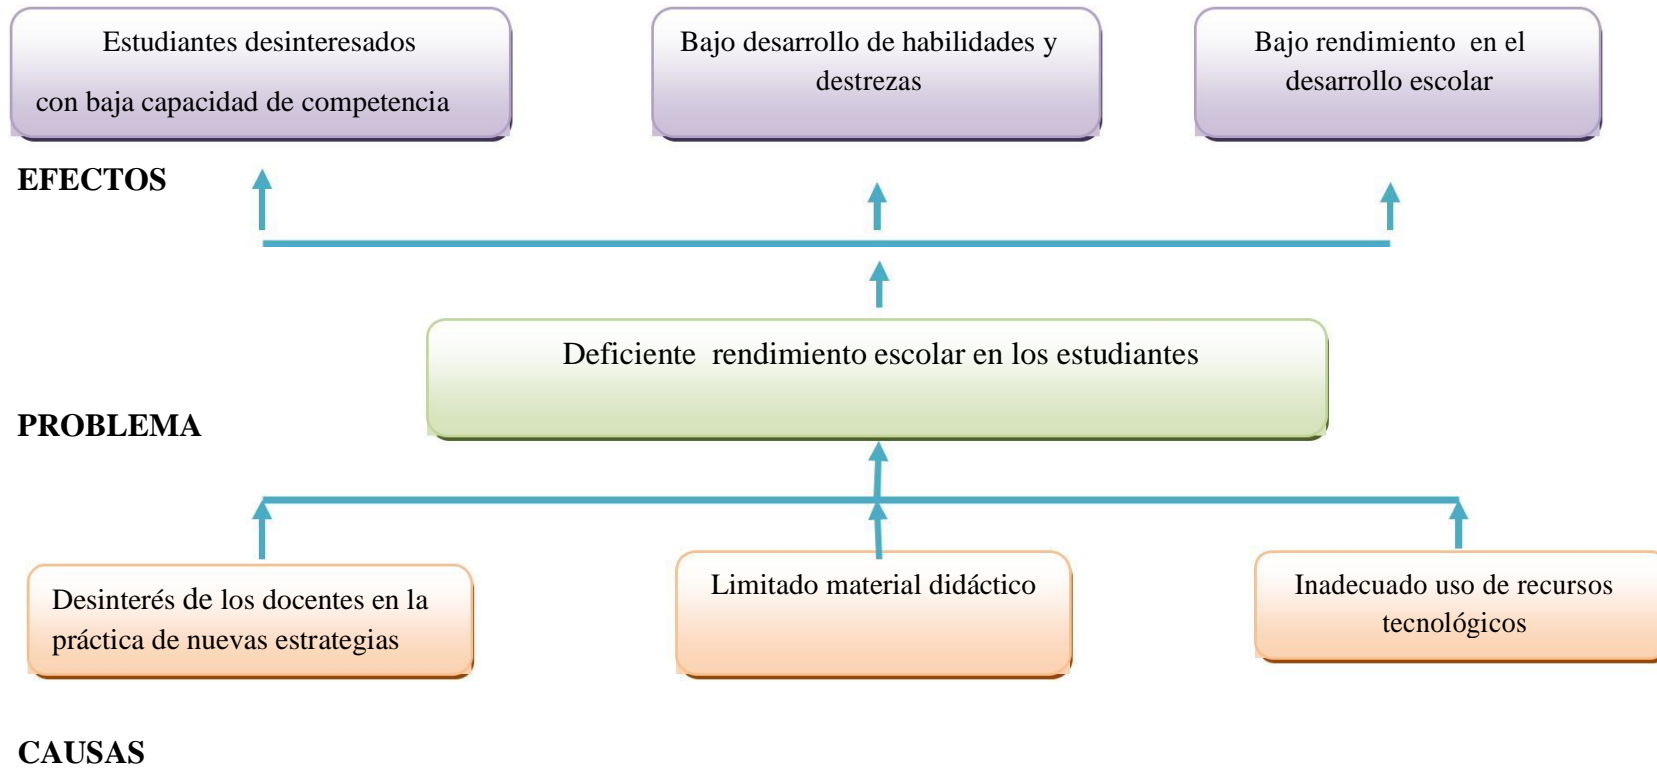 Estudiantes desinteresados
con baja capacidad de competencia
Bajo desarrollo de habilidades y
destrezas
Bajo rendimiento en el
desarrollo escolar
EFECTOS
Deficiente rendimiento escolar en los estudiantes
PROBLEMA
Desinterés de los docentes en la
práctica de nuevas estrategias
Limitado material didáctico
Inadecuado uso de recursos
tecnológicos
CAUSAS